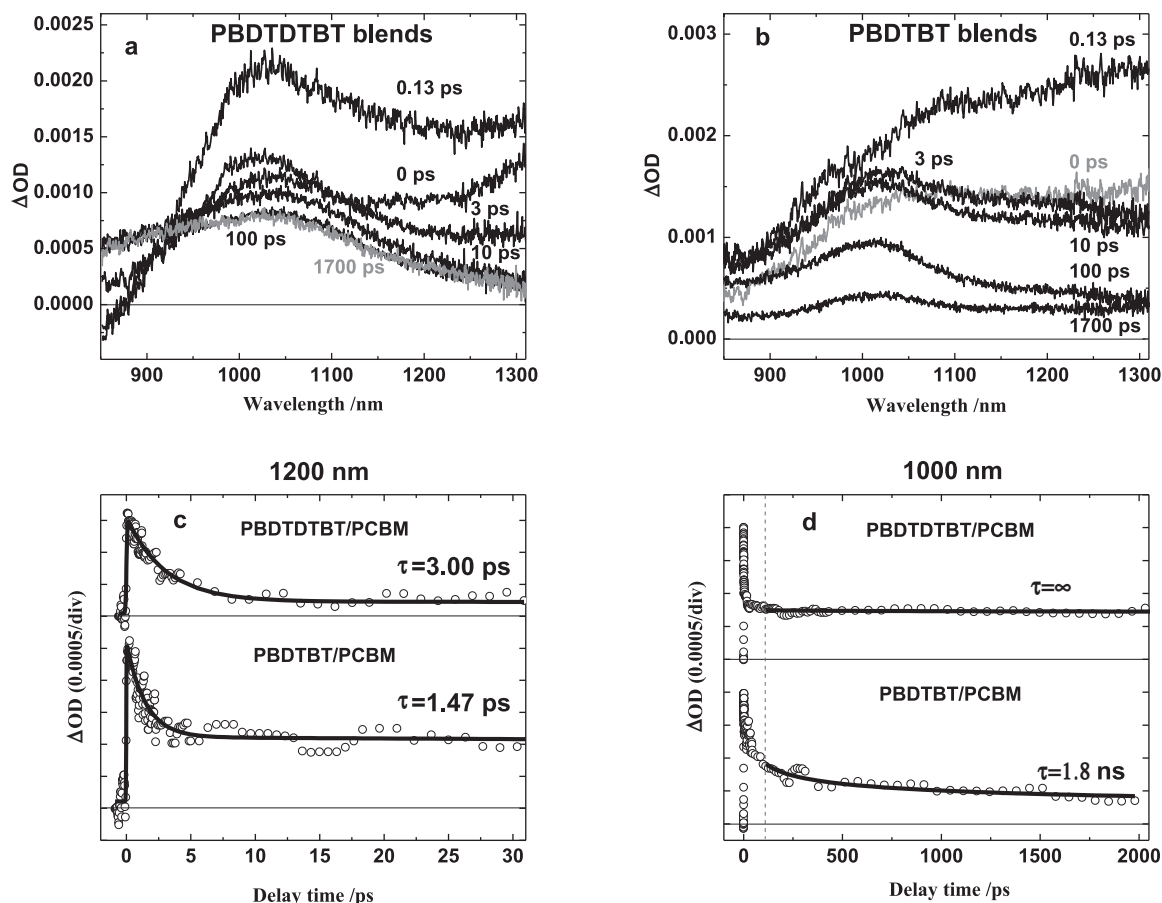 a
PBDTDTBT blends
0.0025
0.0020
0.0015
0.0010
0.0005
0.0000
ΔOD
0.13 ps
0 ps
3 ps
10 ps
100 ps
1700 ps
900 1000 1100 1200 1300
Wavelength /nm
b
PBDTBT blends
0.003
0.002
0.001
0.000
ΔOD
0.13 ps
3 ps
0 ps
10 ps
100 ps
1700 ps
900 1000 1100 1200 1300
Wavelength /nm
1200 nm
c
PBDTDTBT/PCBM
τ=3.00 ps
PBDTBT/PCBM
τ=1.47 ps
ΔOD (0.0005/div)
0 5 10 15 20 25 30
Delay time /ps
1000 nm
d
PBDTDTBT/PCBM
τ=∞
PBDTBT/PCBM
τ=1.8 ns
ΔOD (0.0005/div)
0 500 1000 1500 2000
Delay time /ps